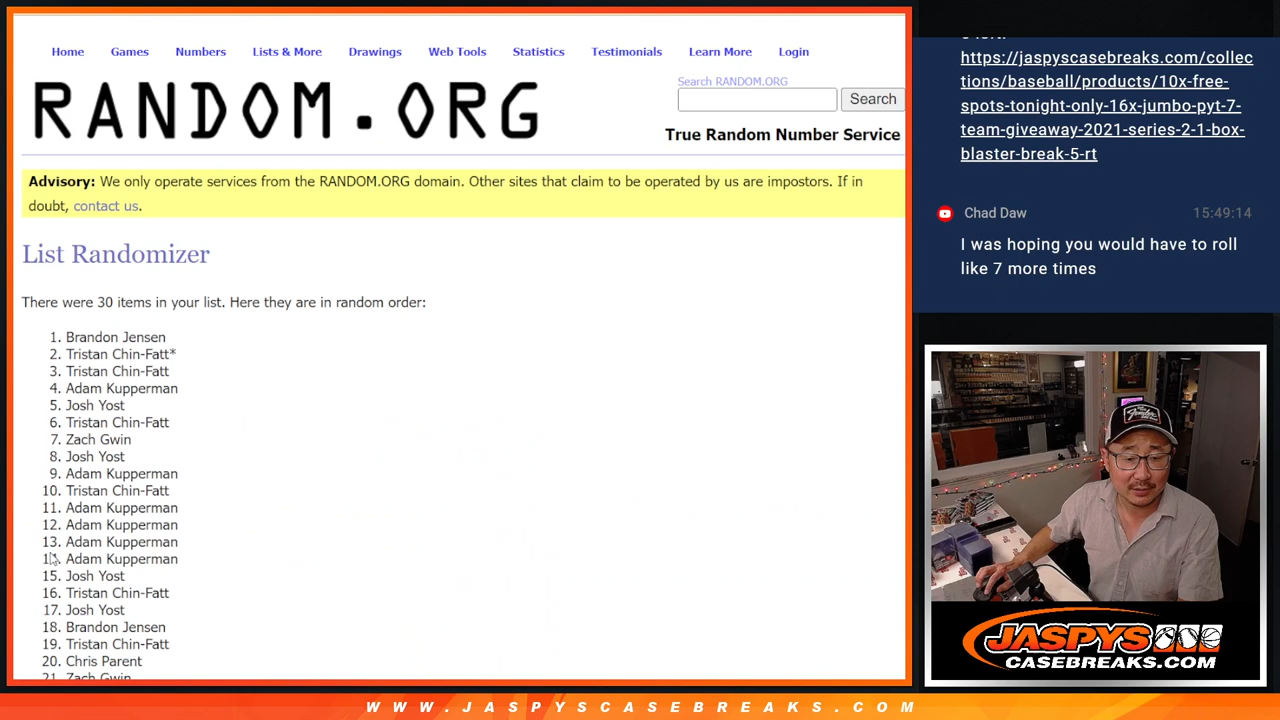 Home Games Numbers Lists & More Drawings Web Tools Statistics Testimonials Learn More Login
RANDOM.ORG
Search RANDOM.ORG
Search
True Random Number Service
Advisory: We only operate services from the RANDOM.ORG domain. Other sites that claim to be operated by us are impostors. If in
doubt, contact us.
List Randomizer
There were 30 items in your list. Here they are in random order:
1. Brandon Jensen
2. Tristan Chin-Fatt*
3. Tristan Chin-Fatt
4. Adam Kupperman
5. Josh Yost
6. Tristan Chin-Fatt
7. Zach Gwin
8. Josh Yost
9. Adam Kupperman
10. Tristan Chin-Fatt
11. Adam Kupperman
12. Adam Kupperman
13. Adam Kupperman
14. Adam Kupperman
15. Josh Yost
16. Tristan Chin-Fatt
17. Josh Yost
18. Brandon Jensen
19. Tristan Chin-Fatt
20. Chris Parent
21. Zach Gwin
https://jaspyscasebreaks.com/collec
tions/baseball/products/10x-free-
spots-tonight-only-16x-jumbo-pyt-7-
team-giveaway-2021-series-2-1-box-
blaster-break-5-rt
Chad Daw 15:49:14
I was hoping you would have to roll
like 7 more times
JASPYS
CASEBREAKS.COM
WWW.JASPYSCASEBREAKS.COM